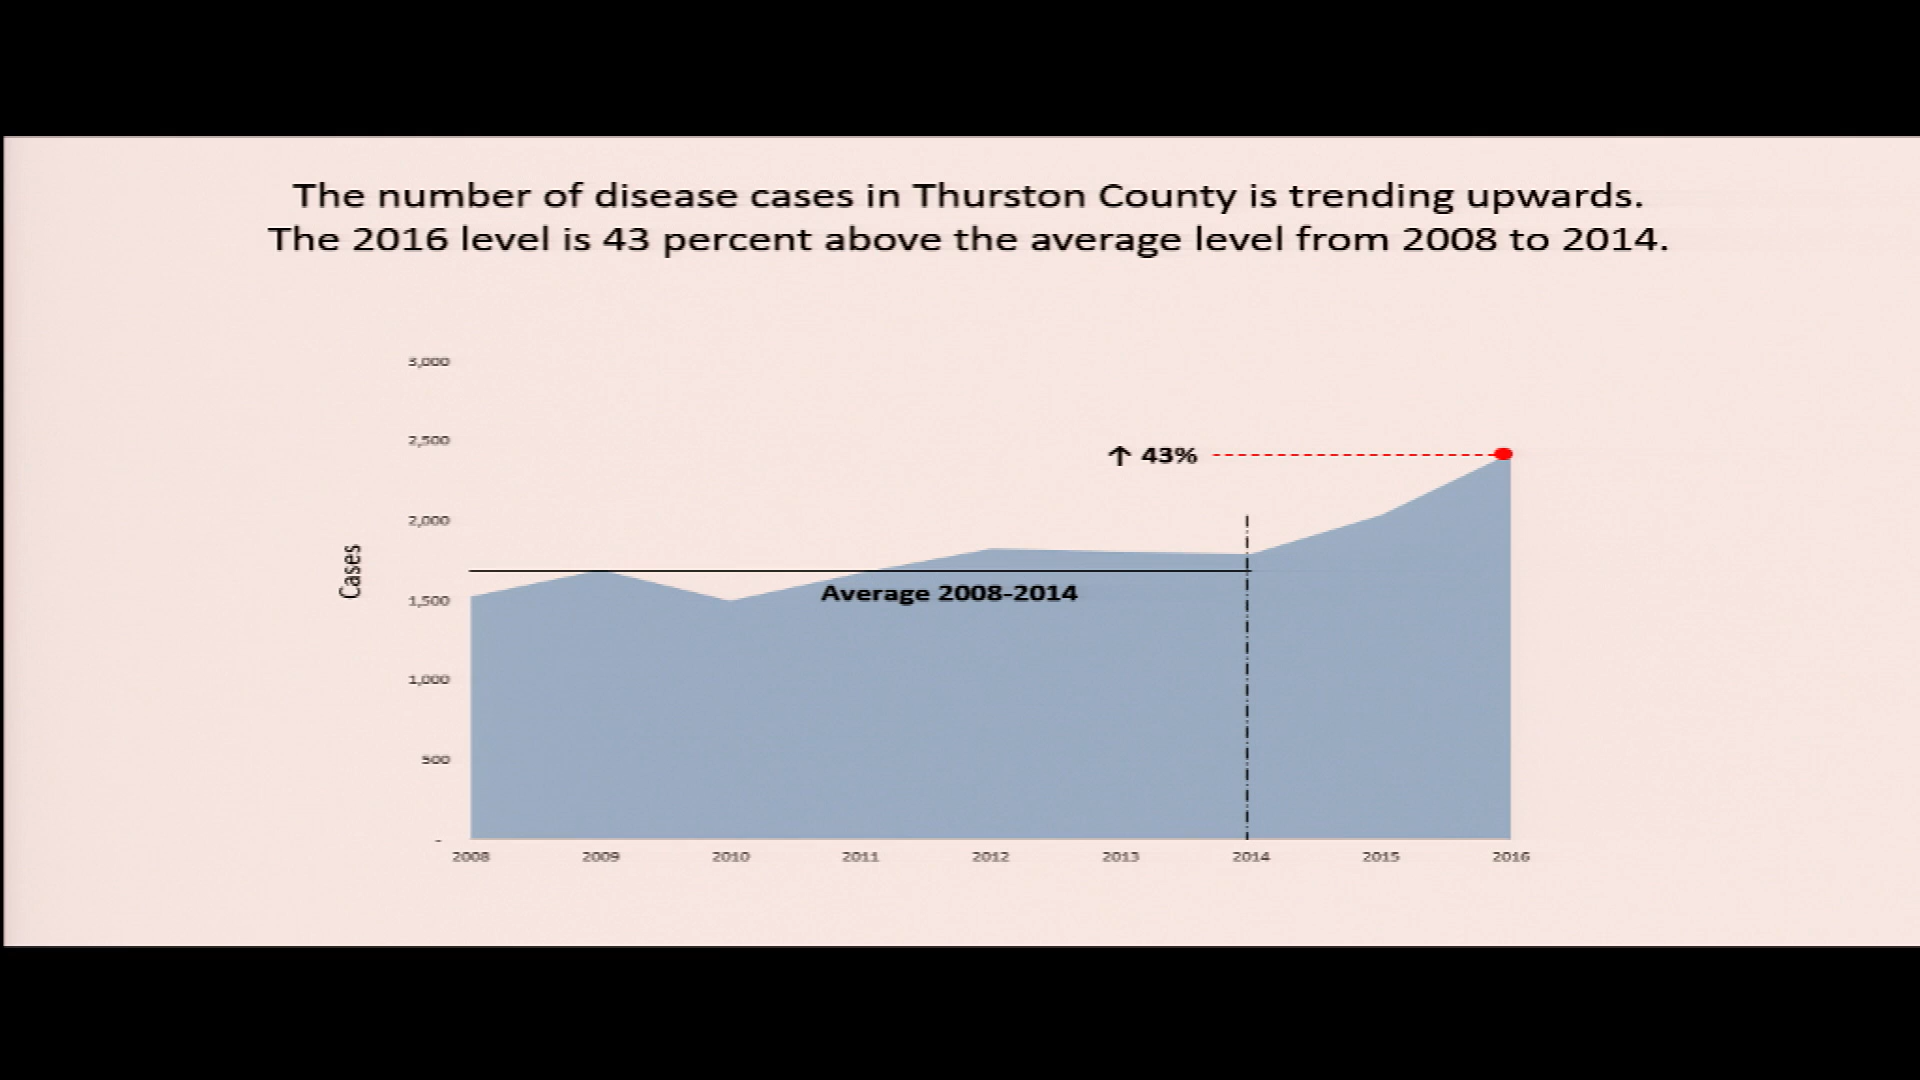 The number of disease cases in Thurston County is trending upwards.
The 2016 level is 43 percent above the average level from 2008 to 2014.
3,000
2,500
↑ 43%
2,000
Cases
1,500
Average 2008-2014
1,000
500
-
2008 2009 2010 2011 2012 2013 2014 2015 2016